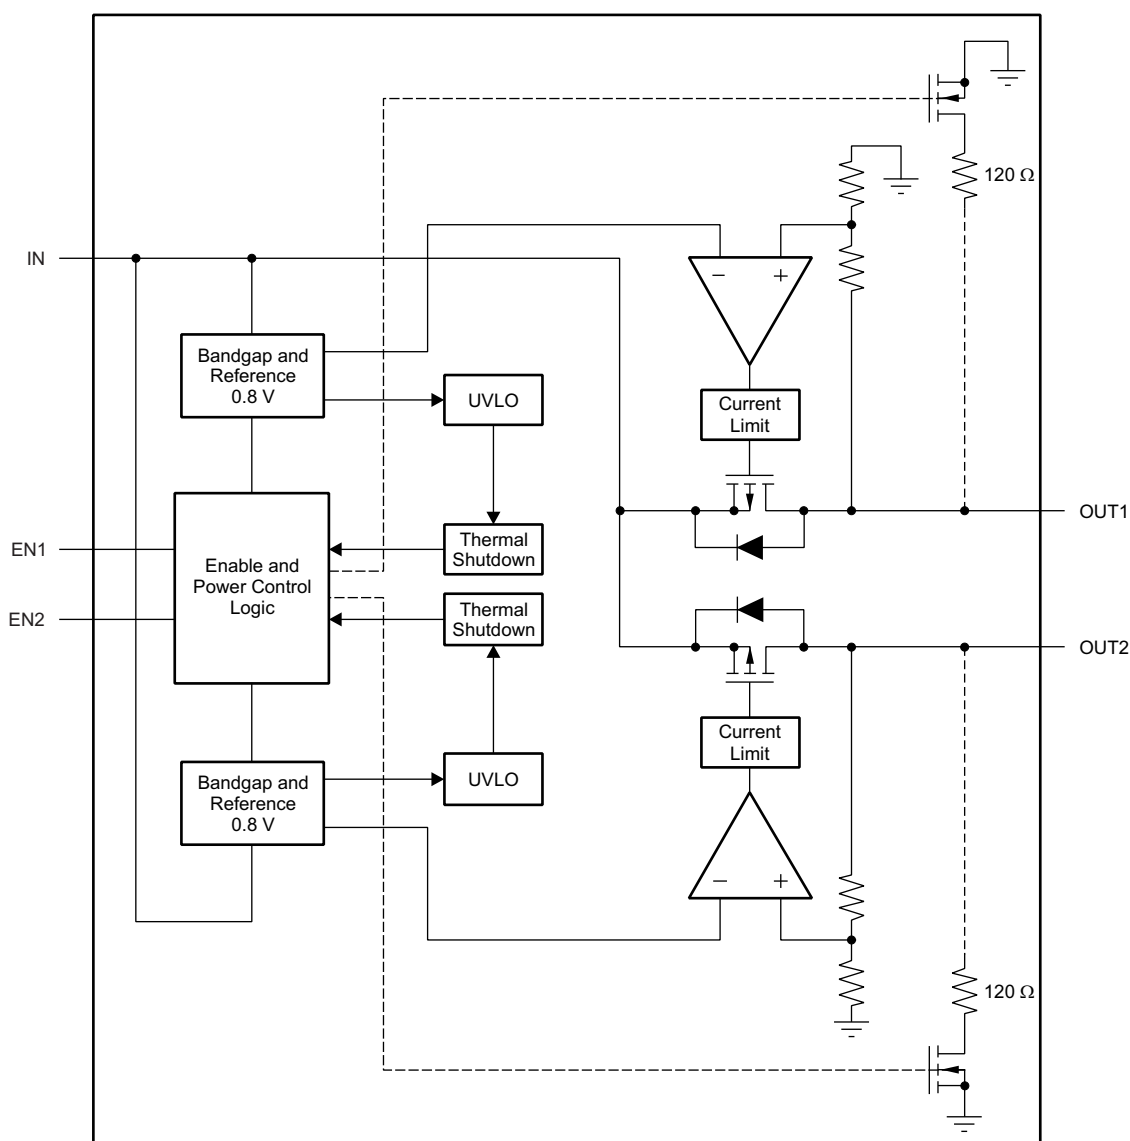 120 Ω
IN
− +
Bandgap and
Reference
0.8 V
UVLO
Current
Limit
OUT1
EN1
Thermal
Shutdown
Enable and
Power Control
Logic
EN2
Thermal
Shutdown
OUT2
Current
Limit
Bandgap and
Reference
0.8 V
UVLO
− +
120 Ω